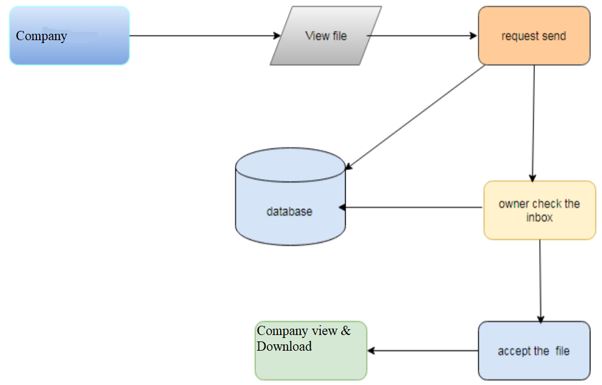 Company
View file
request send
database
owner check the
inbox
Company view &
Download
accept the file